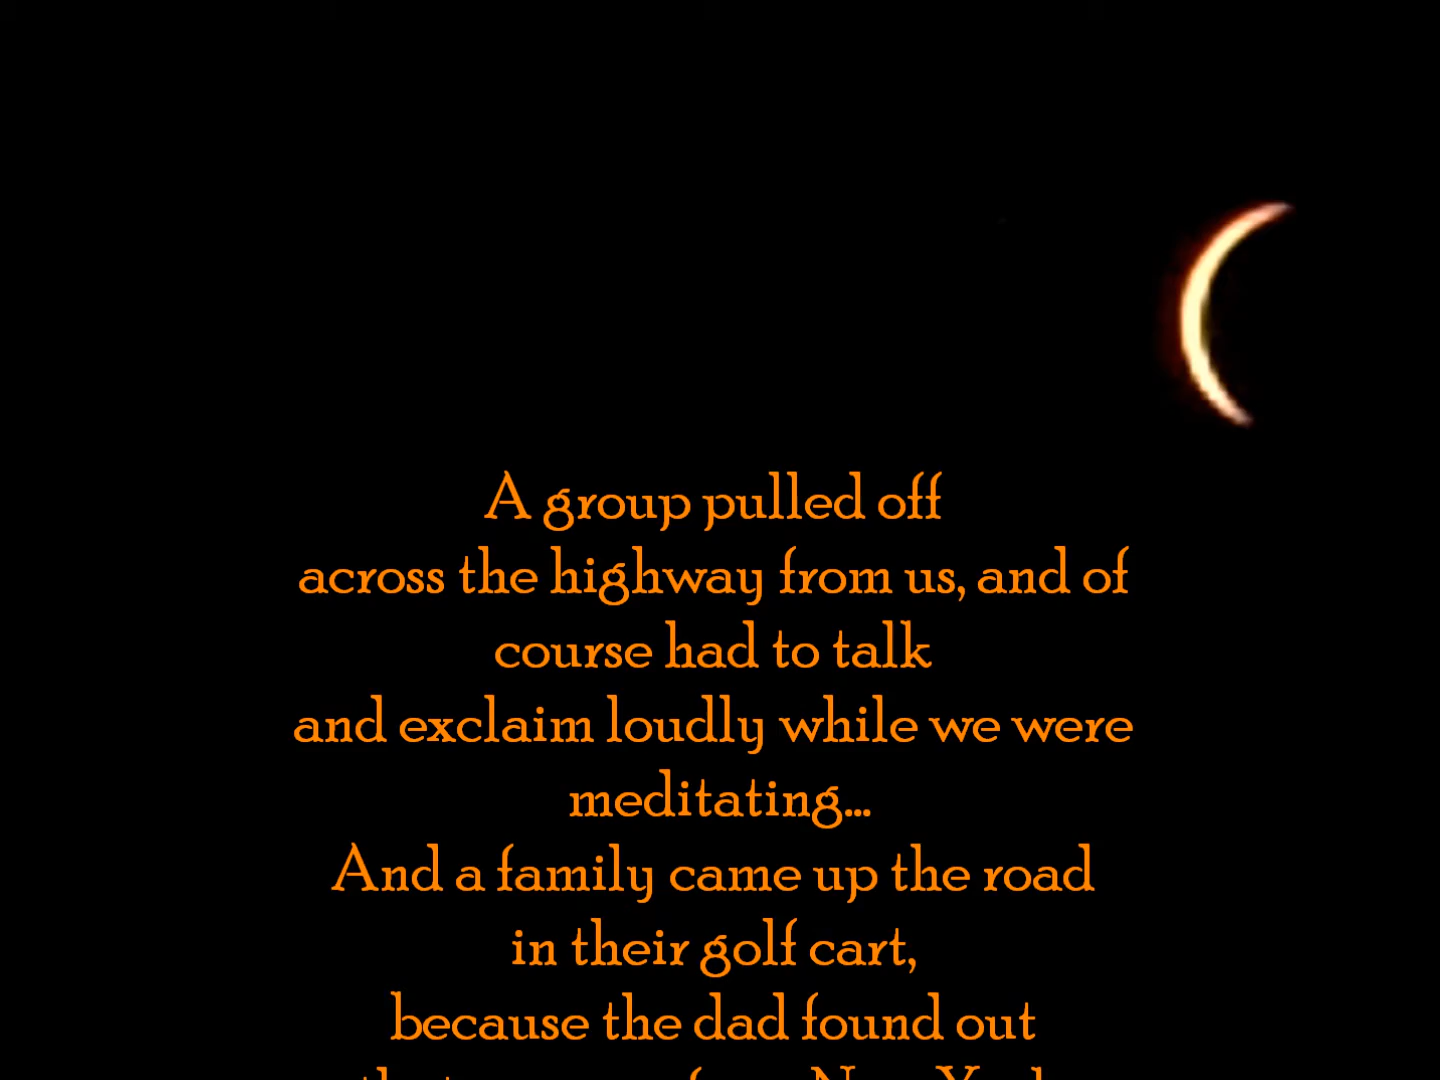 A group pulled off
across the highway from us, and of
course had to talk
and exclaim loudly while we were
meditating...
And a family came up the road
in their golf cart,
because the dad found out